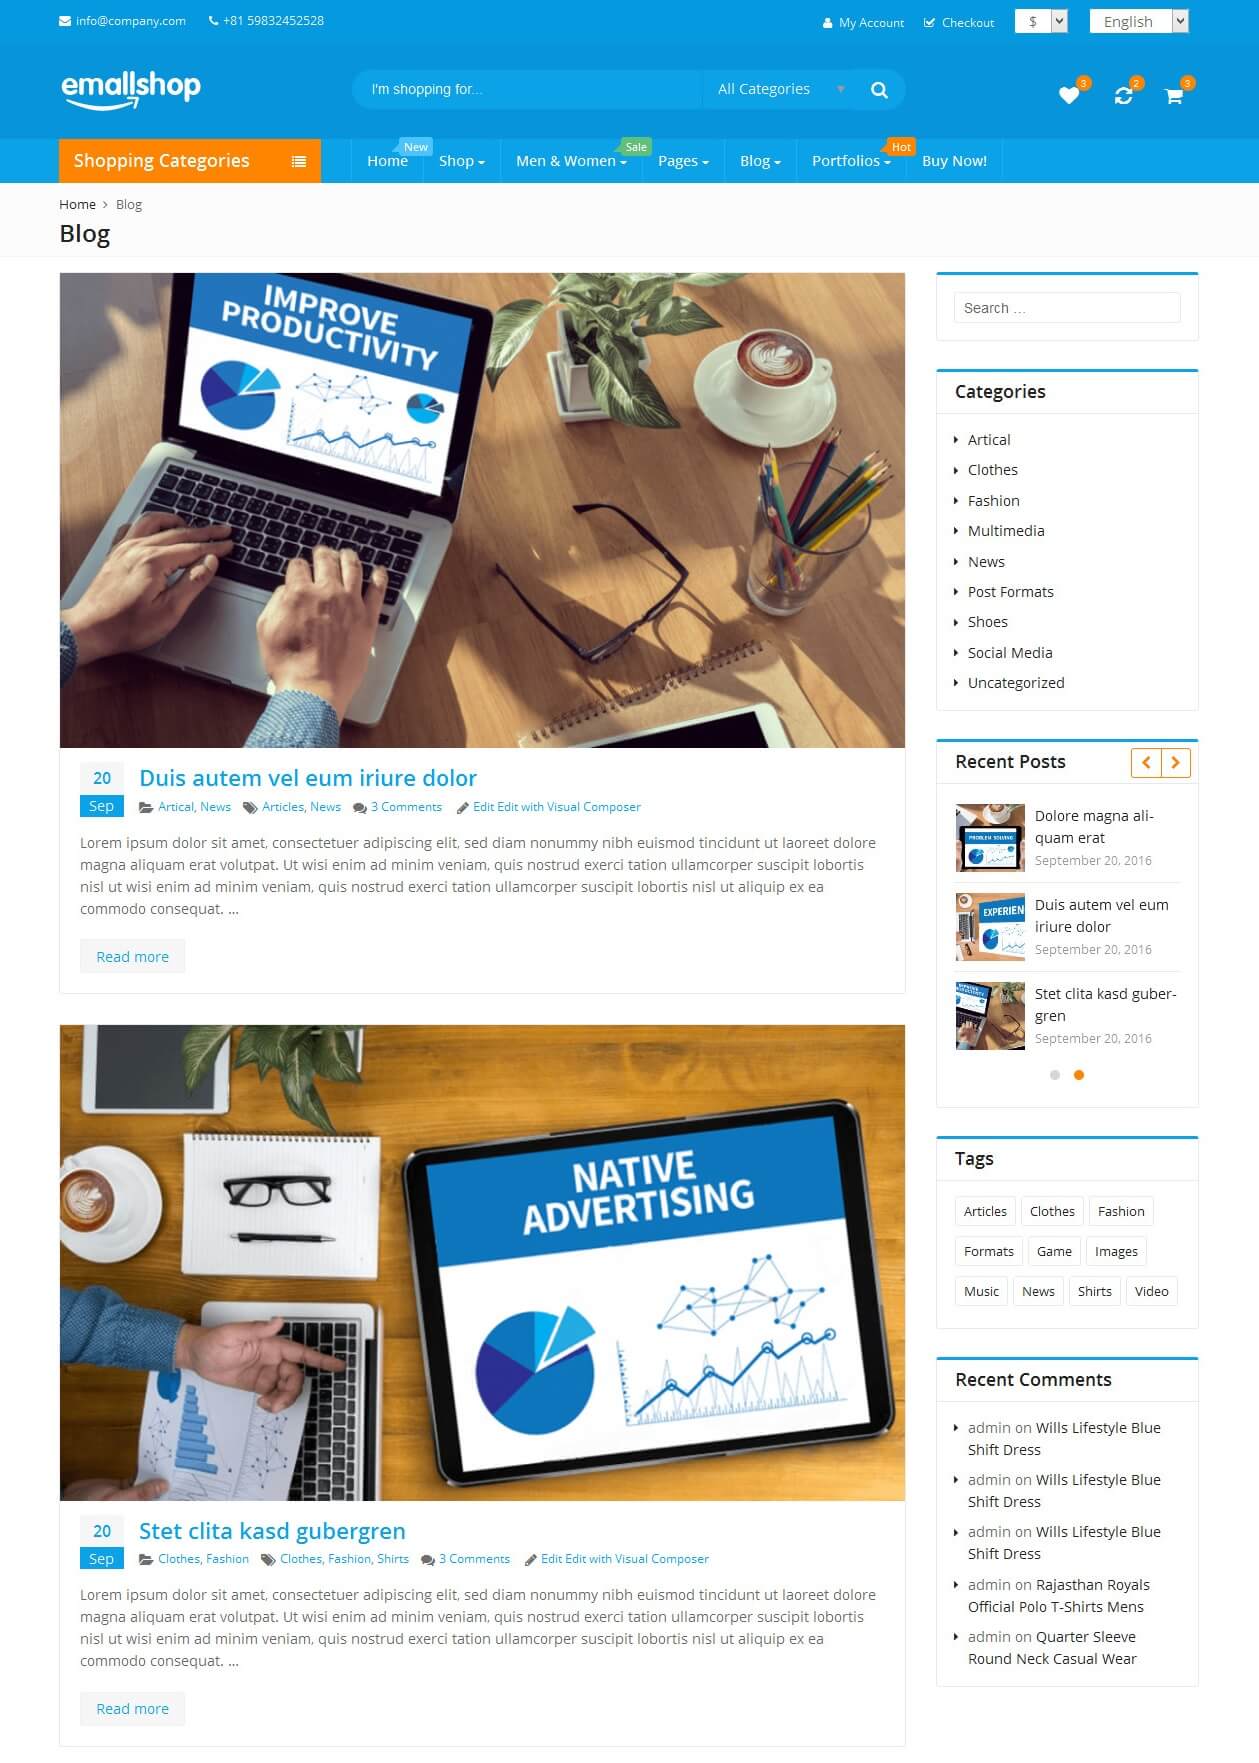 info@company.com +81 59832452528 My Account Checkout $ English
emallshop I'm shopping for... All Categories 3 2 3
New Sale Hot
Shopping Categories Home Shop Men & Women Pages Blog Portfolios Buy Now!
Home > Blog
Blog
IMPROVE
PRODUCTIVITY
20
Sep
Duis autem vel eum iriure dolor
Artical, News Articles, News 3 Comments Edit Edit with Visual Composer
Lorem ipsum dolor sit amet, consectetuer adipiscing elit, sed diam nonummy nibh euismod tincidunt ut laoreet dolore
magna aliquam erat volutpat. Ut wisi enim ad minim veniam, quis nostrud exerci tation ullamcorper suscipit lobortis
nisl ut wisi enim ad minim veniam, quis nostrud exerci tation ullamcorper suscipit lobortis nisl ut aliquip ex ea
commodo consequat. ...
Read more
NATIVE
ADVERTISING
20
Sep
Stet clita kasd gubergren
Clothes, Fashion Clothes, Fashion, Shirts 3 Comments Edit Edit with Visual Composer
Lorem ipsum dolor sit amet, consectetuer adipiscing elit, sed diam nonummy nibh euismod tincidunt ut laoreet dolore
magna aliquam erat volutpat. Ut wisi enim ad minim veniam, quis nostrud exerci tation ullamcorper suscipit lobortis
nisl ut wisi enim ad minim veniam, quis nostrud exerci tation ullamcorper suscipit lobortis nisl ut aliquip ex ea
commodo consequat. ...
Read more
Search ...
Categories
Artical
Clothes
Fashion
Multimedia
News
Post Formats
Shoes
Social Media
Uncategorized
Recent Posts
PROBLEM SOLVING
Dolore magna ali-
quam erat
September 20, 2016
EXPERIEN
Duis autem vel eum
iriure dolor
September 20, 2016
Stet clita kasd guber-
gren
September 20, 2016
Tags
Articles Clothes Fashion
Formats Game Images
Music News Shirts Video
Recent Comments
admin on Wills Lifestyle Blue
Shift Dress
admin on Wills Lifestyle Blue
Shift Dress
admin on Wills Lifestyle Blue
Shift Dress
admin on Rajasthan Royals
Official Polo T-Shirts Mens
admin on Quarter Sleeve
Round Neck Casual Wear